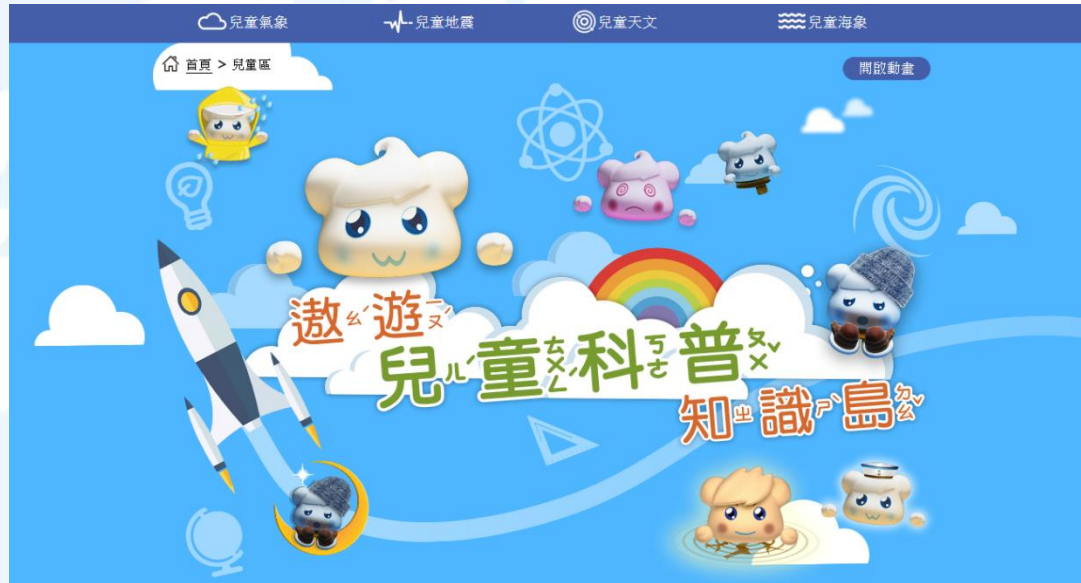 兒童氣象 兒童地震 兒童天文 兒童海象
首頁 > 兒童區
開啟動畫
遨ㄠˊ遊ㄧㄡˊ
兒ㄦˊ童ㄊㄨㄥˊ科ㄎㄜ普ㄆㄨˇ
知ㄓ識ㄕˋ島ㄉㄠˇ